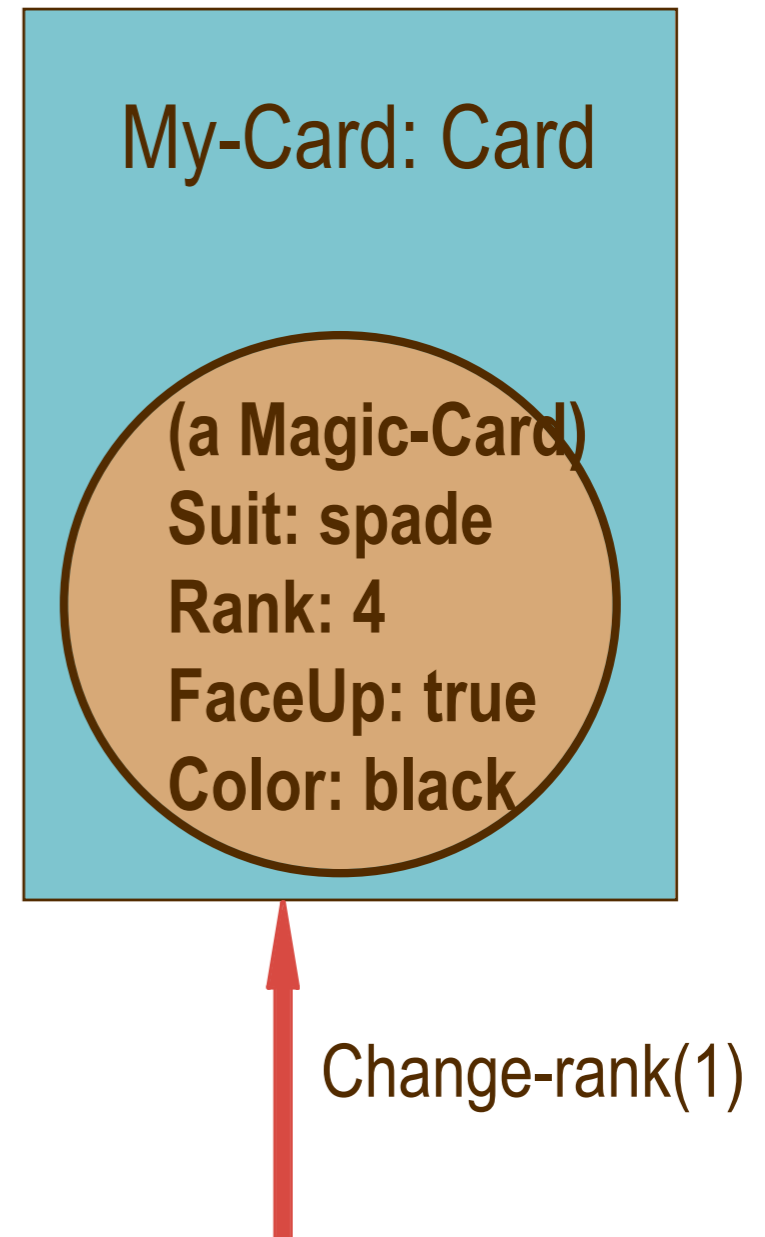 My-Card: Card
(a Magic-Card)
Suit: spade
Rank: 4
FaceUp: true
Color: black
Change-rank(1)